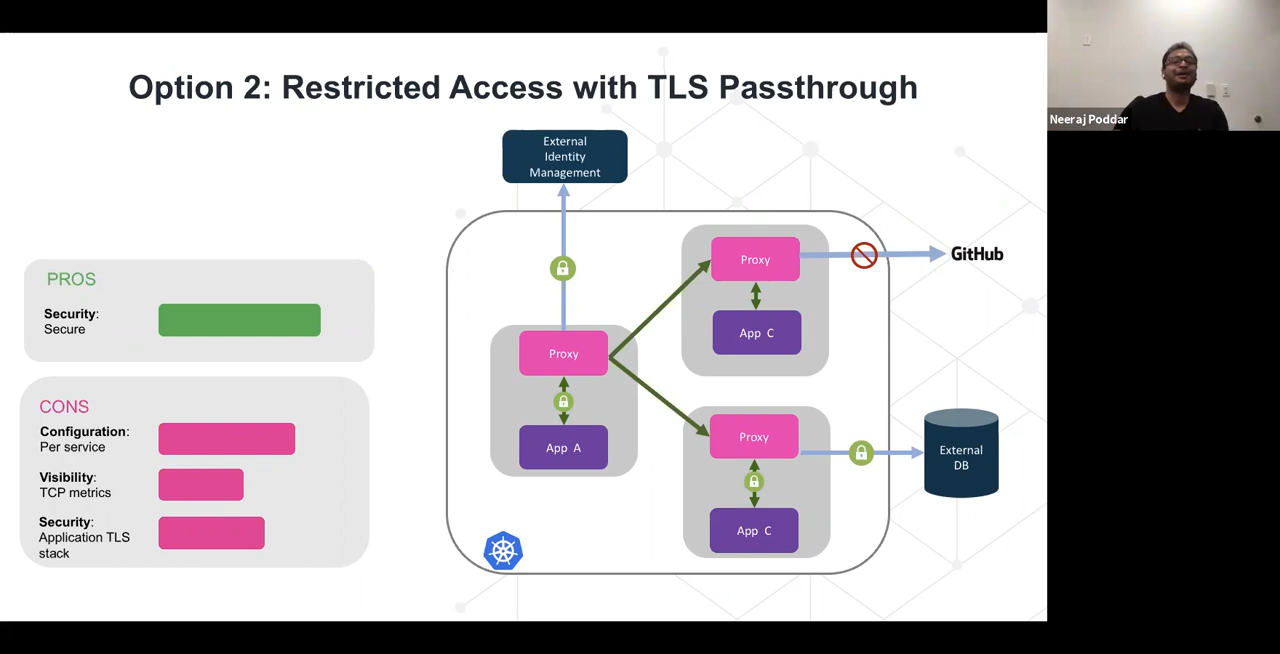 Option 2: Restricted Access with TLS Passthrough
Neeraj Poddar
External
Identity
Management
PROS
Security:
Secure
CONS
Configuration:
Per service
Visibility:
TCP metrics
Security:
Application TLS
stack
Proxy
App A
Proxy
App C
GitHub
Proxy
App C
External
DB